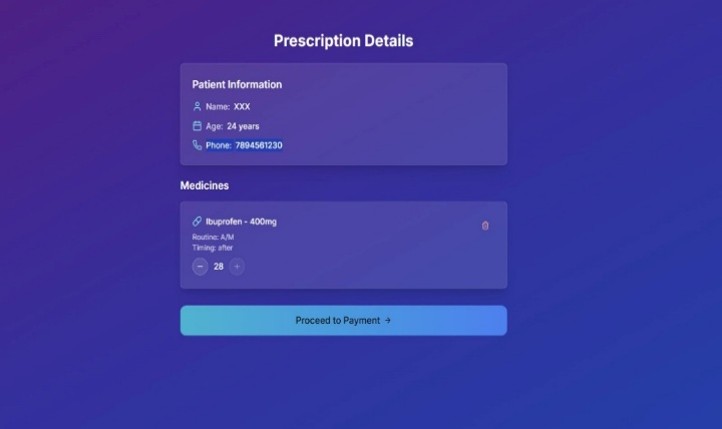 Prescription Details
Patient Information
Name: XXX
Age: 24 years
Phone: 7894561230
Medicines
Ibuprofen - 400mg
Routine: A/M
Timing: after
− 28 +
Proceed to Payment →